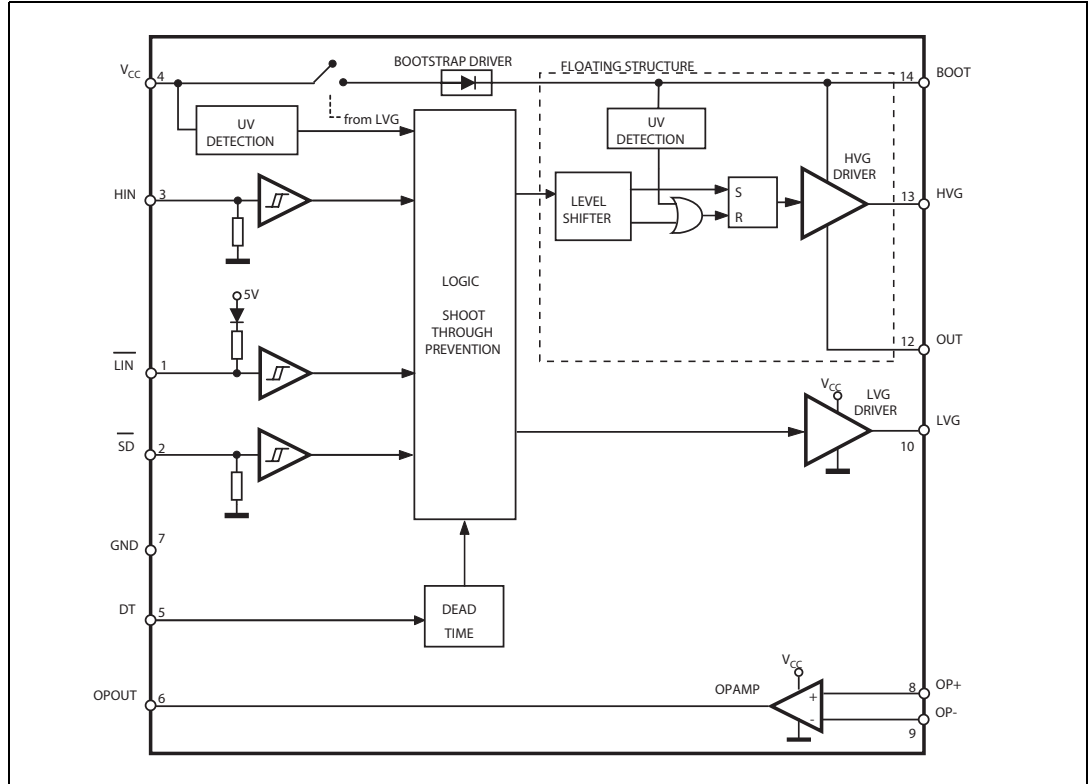 BOOTSTRAP DRIVER
FLOATING STRUCTURE
VCC
4
14
BOOT
from LVG
UV
DETECTION
UV
DETECTION
HIN
3
LEVEL
SHIFTER
S
R
HVG
DRIVER
13
HVG
LOGIC
SHOOT
THROUGH
PREVENTION
5V
LIN
1
12
OUT
VCC
LVG
DRIVER
LVG
10
SD
2
GND
7
DT
5
DEAD
TIME
OPOUT
6
OPAMP
VCC
+
-
8
OP+
OP-
9